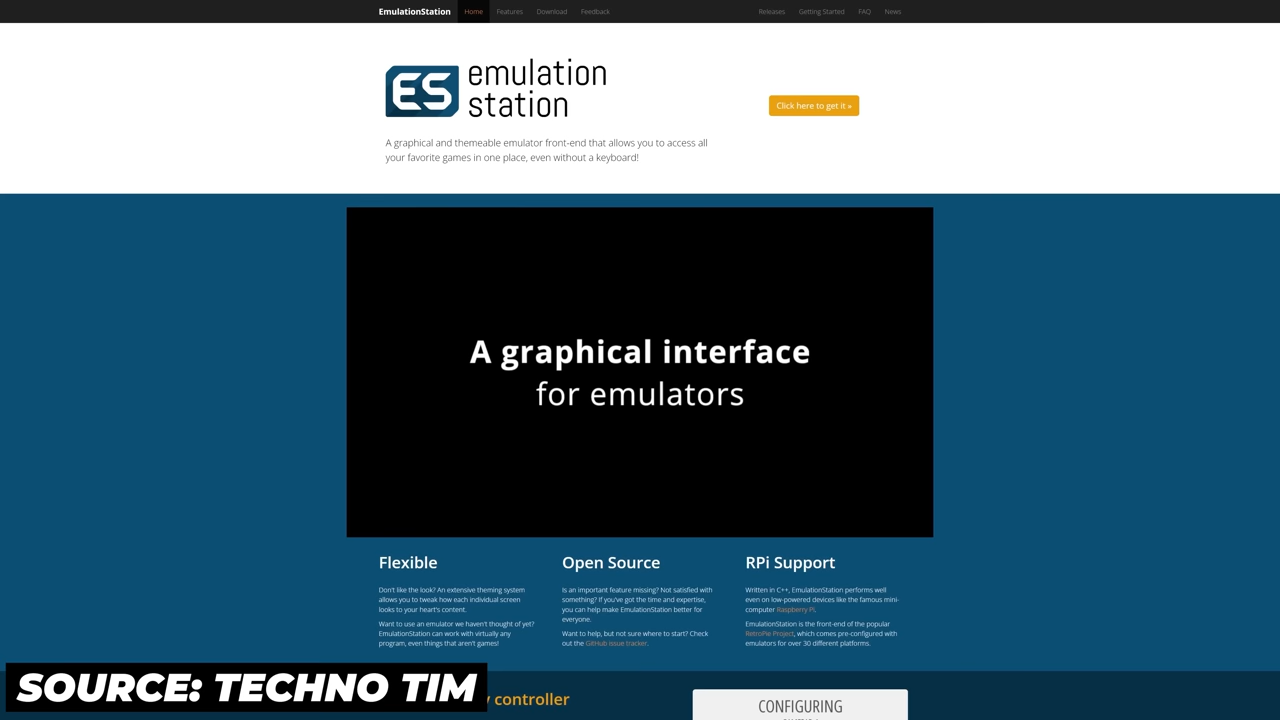 EmulationStation Home Features Download Feedback Releases Getting Started FAQ News
ES emulation
station
Click here to get it »
A graphical and themeable emulator front-end that allows you to access all
your favorite games in one place, even without a keyboard!
A graphical interface
for emulators
Flexible
Don't like the look? An extensive theming system
allows you to tweak how each individual screen
looks to your heart's content.
Want to use an emulator we haven't thought of yet?
EmulationStation can work with virtually any
program, even things that aren't games!
Open Source
Is an important feature missing? Not satisfied with
something? If you've got the time and expertise,
you can help make EmulationStation better for
everyone.
Want to help, but not sure where to start? Check
out the GitHub issue tracker.
RPi Support
Written in C++, EmulationStation performs well
even on low-powered devices like the famous mini-
computer Raspberry Pi.
EmulationStation is the front-end of the popular
RetroPie Project, which comes pre-configured with
emulators for over 30 different platforms.
controller
CONFIGURING
SOURCE: TECHNO TIM